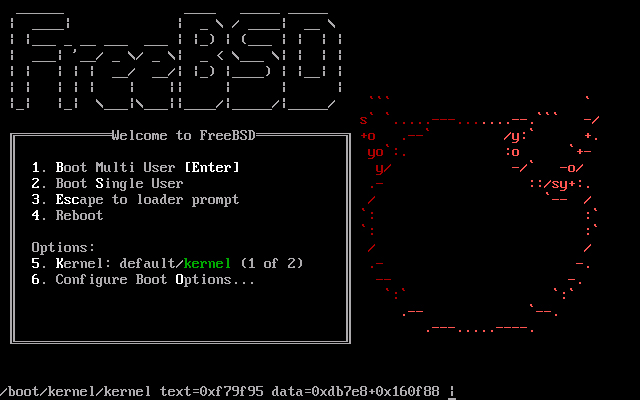 FreeBSD
Welcome to FreeBSD
1. Boot Multi User [Enter]
2. Boot Single User
3. Escape to loader prompt
4. Reboot
Options:
5. Kernel: default/kernel (1 of 2)
6. Configure Boot Options...
/boot/kernel/kernel text=0xf79f95 data=0xdb7e8+0x160f88 |